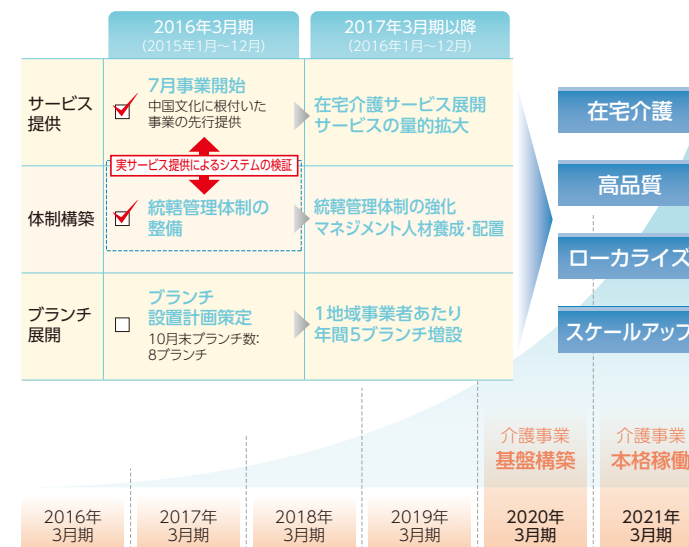 2016年3月期
(2015年1月~12月)
2017年3月期以降
(2016年1月~12月)
サービス
提供
7月事業開始
中国文化に根付いた
事業の先行提供
在宅介護サービス展開
サービスの量的拡大
実サービス提供によるシステムの検証
体制構築
統轄管理体制の
整備
統轄管理体制の強化
マネジメント人材養成・配置
ブランチ
展開
ブランチ
設置計画策定
10月末ブランチ数:
8ブランチ
1地域事業者あたり
年間5ブランチ増設
在宅介護
高品質
ローカライズ
スケールアップ
介護事業
基盤構築
介護事業
本格稼働
2016年
3月期
2017年
3月期
2018年
3月期
2019年
3月期
2020年
3月期
2021年
3月期